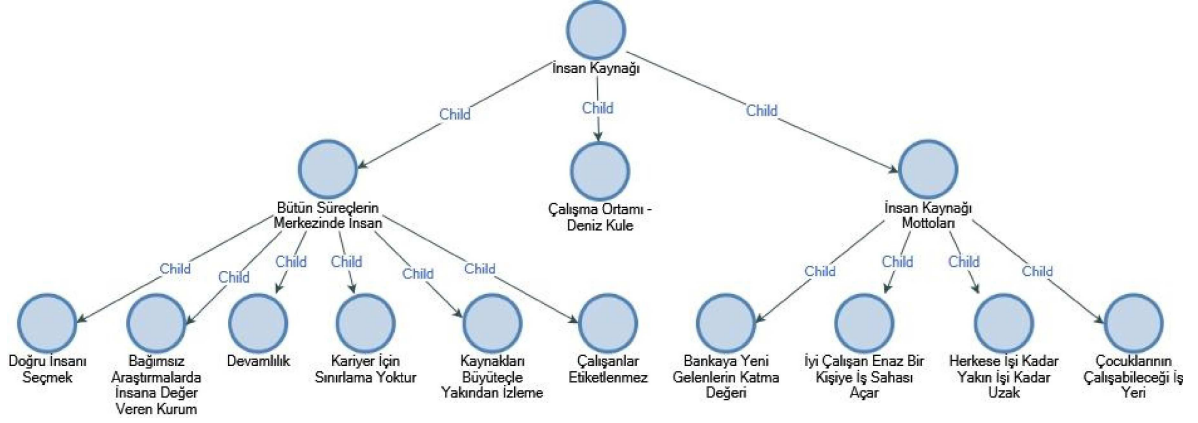 İnsan Kaynağı
Child
Child
Child
Bütün Süreçlerin
Merkezinde İnsan
Çalışma Ortamı -
Deniz Kule
İnsan Kaynağı
Mottoları
Child
Child
Child
Child
Child
Child
Child
Child
Child
Child
Doğru İnsanı
Seçmek
Bağımsız
Araştırmalarda
İnsana Değer
Veren Kurum
Devamlılık
Kariyer İçin
Sınırlama Yoktur
Kaynakları
Büyüteçle
Yakından İzleme
Çalışanlar
Etiketlenmez
Bankaya Yeni
Gelenlerin Katma
Değeri
İyi Çalışan Enaz Bir
Kişiye İş Sahası
Açar
Herkese İşi Kadar
Yakın İşi Kadar
Uzak
Çocuklarının
Çalışabileceği İş
Yeri